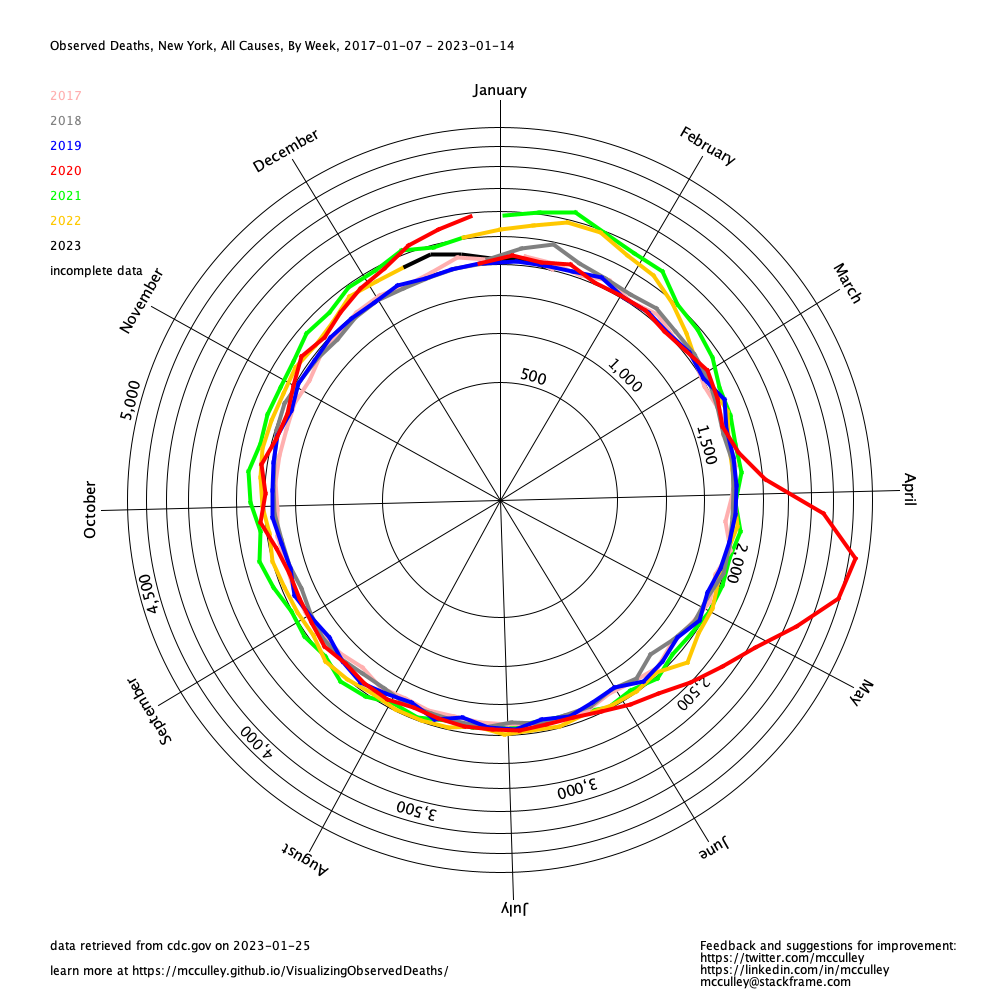 Observed Deaths, New York, All Causes, By Week, 2017-01-07 - 2023-01-14
2017
2018
2019
2020
2021
2022
2023
incomplete data
January
February
March
April
May
June
July
August
September
October
November
December
500
1,000
1,500
2,000
2,500
3,000
3,500
4,000
4,500
5,000
data retrieved from cdc.gov on 2023-01-25
learn more at https://mcculley.github.io/VisualizingObservedDeaths/
Feedback and suggestions for improvement:
https://twitter.com/mcculley
https://linkedin.com/in/mcculley
mcculley@stackframe.com